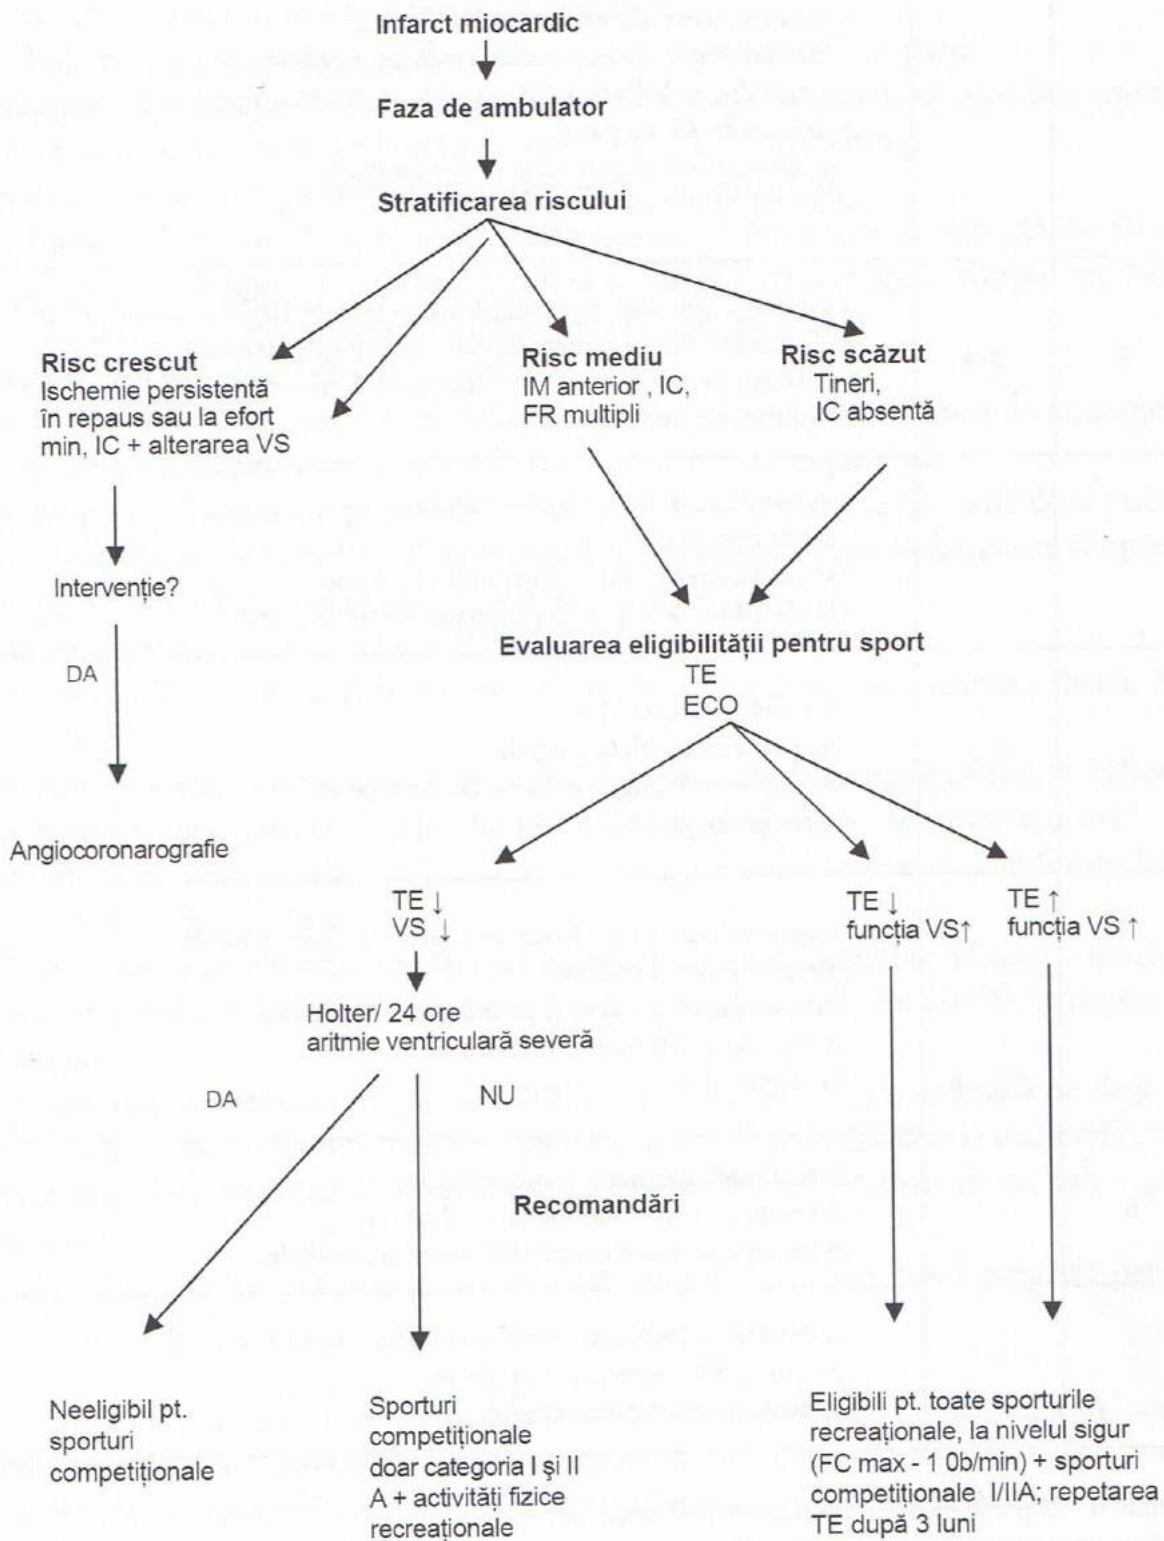 Infarct miocardic
Faza de ambulator
Stratificarea riscului
Risc crescut
Ischemie persistentă
în repaus sau la efort
min, IC + alterarea VS
Risc mediu
IM anterior , IC,
FR multipli
Risc scăzut
Tineri,
IC absentă
Intervenție?
DA
Angiocoronarografie
Evaluarea eligibilității pentru sport
TE
ECO
TE ↓
VS ↓
TE ↓
funcția VS↑
TE ↑
funcția VS ↑
Holter/ 24 ore
aritmie ventriculară severă
DA
NU
Recomandări
Neeligibil pt.
sporturi
competiționale
Sporturi
competiționale
doar categoria I și II
A + activități fizice
recreaționale
Eligibili pt. toate sporturile
recreaționale, la nivelul sigur
(FC max - 1 0b/min) + sporturi
competiționale I/IIA; repetarea
TE după 3 luni